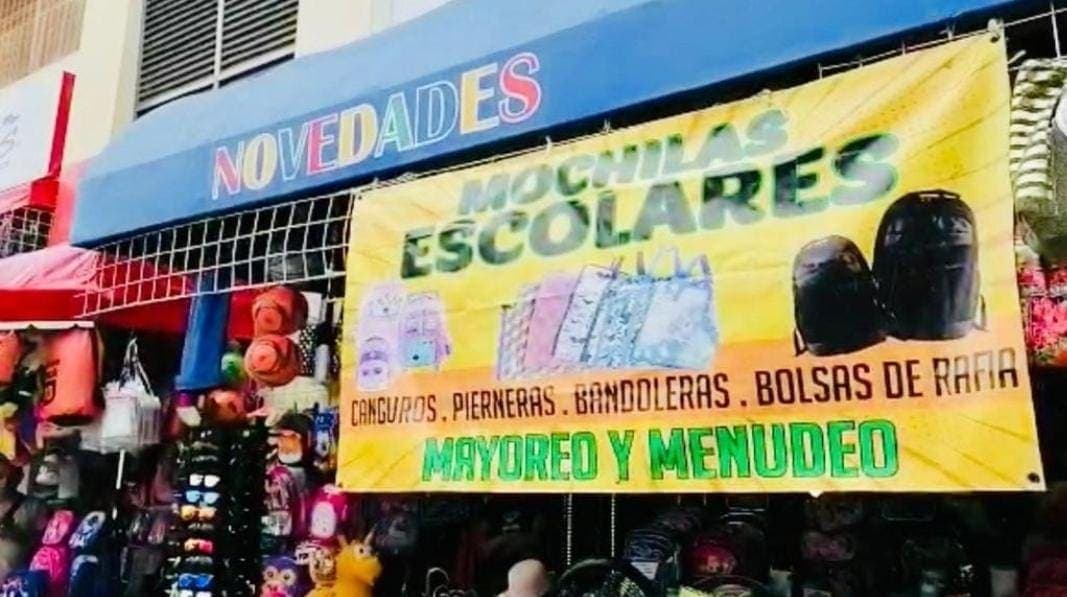 NOVEDADES
MOCHILAS
ESCOLARES
CANGUROS . PIERNERAS . BANDOLERAS . BOLSAS DE RAFIA
MAYOREO Y MENUDEO